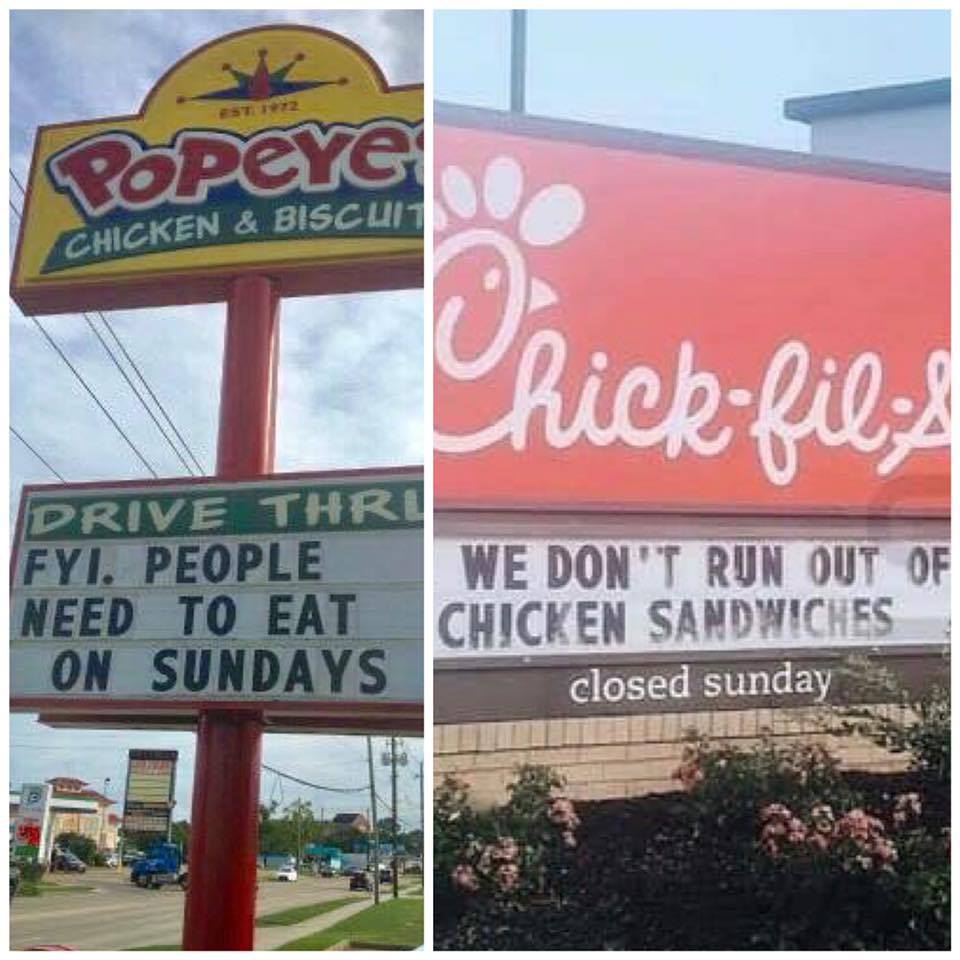 EST. 1972
POPEYE
CHICKEN & BISCUIT
DRIVE THRU
FYI. PEOPLE
NEED TO EAT
ON SUNDAYS
Chick-fil-A
WE DON'T RUN OUT OF
CHICKEN SANDWICHES
closed sunday